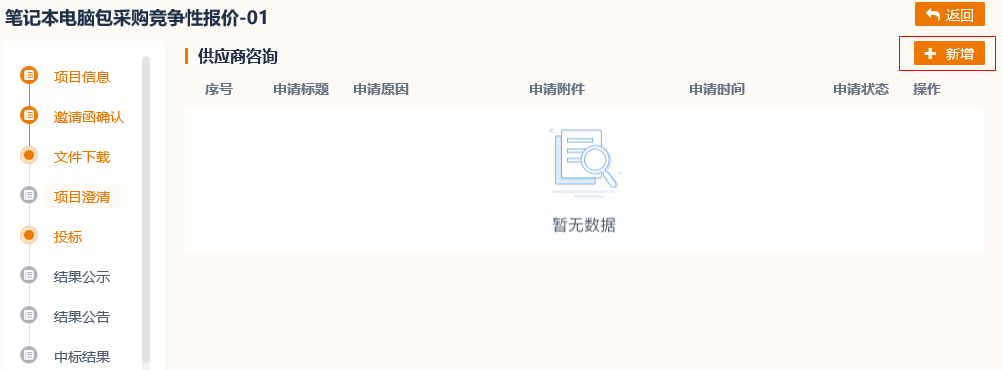 笔记本电脑包采购竞争性报价-01
返回
项目信息
邀请函确认
文件下载
项目澄清
投标
结果公示
结果公告
中标结果
供应商咨询
新增
序号 申请标题 申请原因 申请附件 申请时间 申请状态 操作
暂无数据